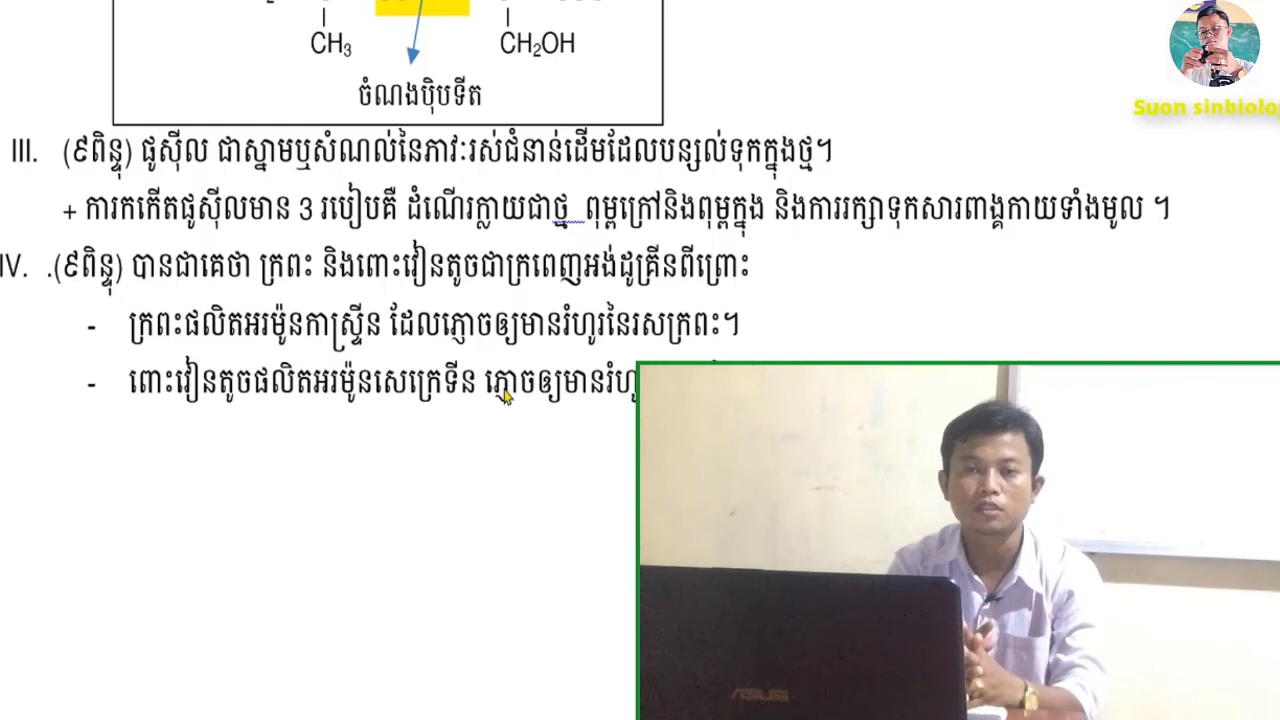 CH3 CH2OH
ចំណងប៉ិបទីត
III. (៩ពិន្ទុ) ផូស៊ីល ជាស្នាមឬសំណល់នៃភាវៈរស់ជំនាន់ដើមដែលបន្សល់ទុកក្នុងថ្ម។
+ ការកកើតផូស៊ីលមាន 3 របៀបគឺ ដំណើរក្លាយជាថ្ម ពុម្ពក្រៅនិងពុម្ពក្នុង និងការរក្សាទុកសារពាង្គកាយទាំងមូល ។
IV. .(៩ពិន្ទុ) បានជាគេថា ក្រពះ និងពោះវៀនតូចជាក្រពេញអង់ដូគ្រីនពីព្រោះ
- ក្រពះផលិតអរម៉ូនកាស្ទ្រីន ដែលភ្ញោចឲ្យមានរំហូរនៃរសក្រពះ។
- ពោះវៀនតូចផលិតអរម៉ូនសេក្រេទីន ភ្ញោចឲ្យមានរំហូ
Suon sinbiolog
ASUS